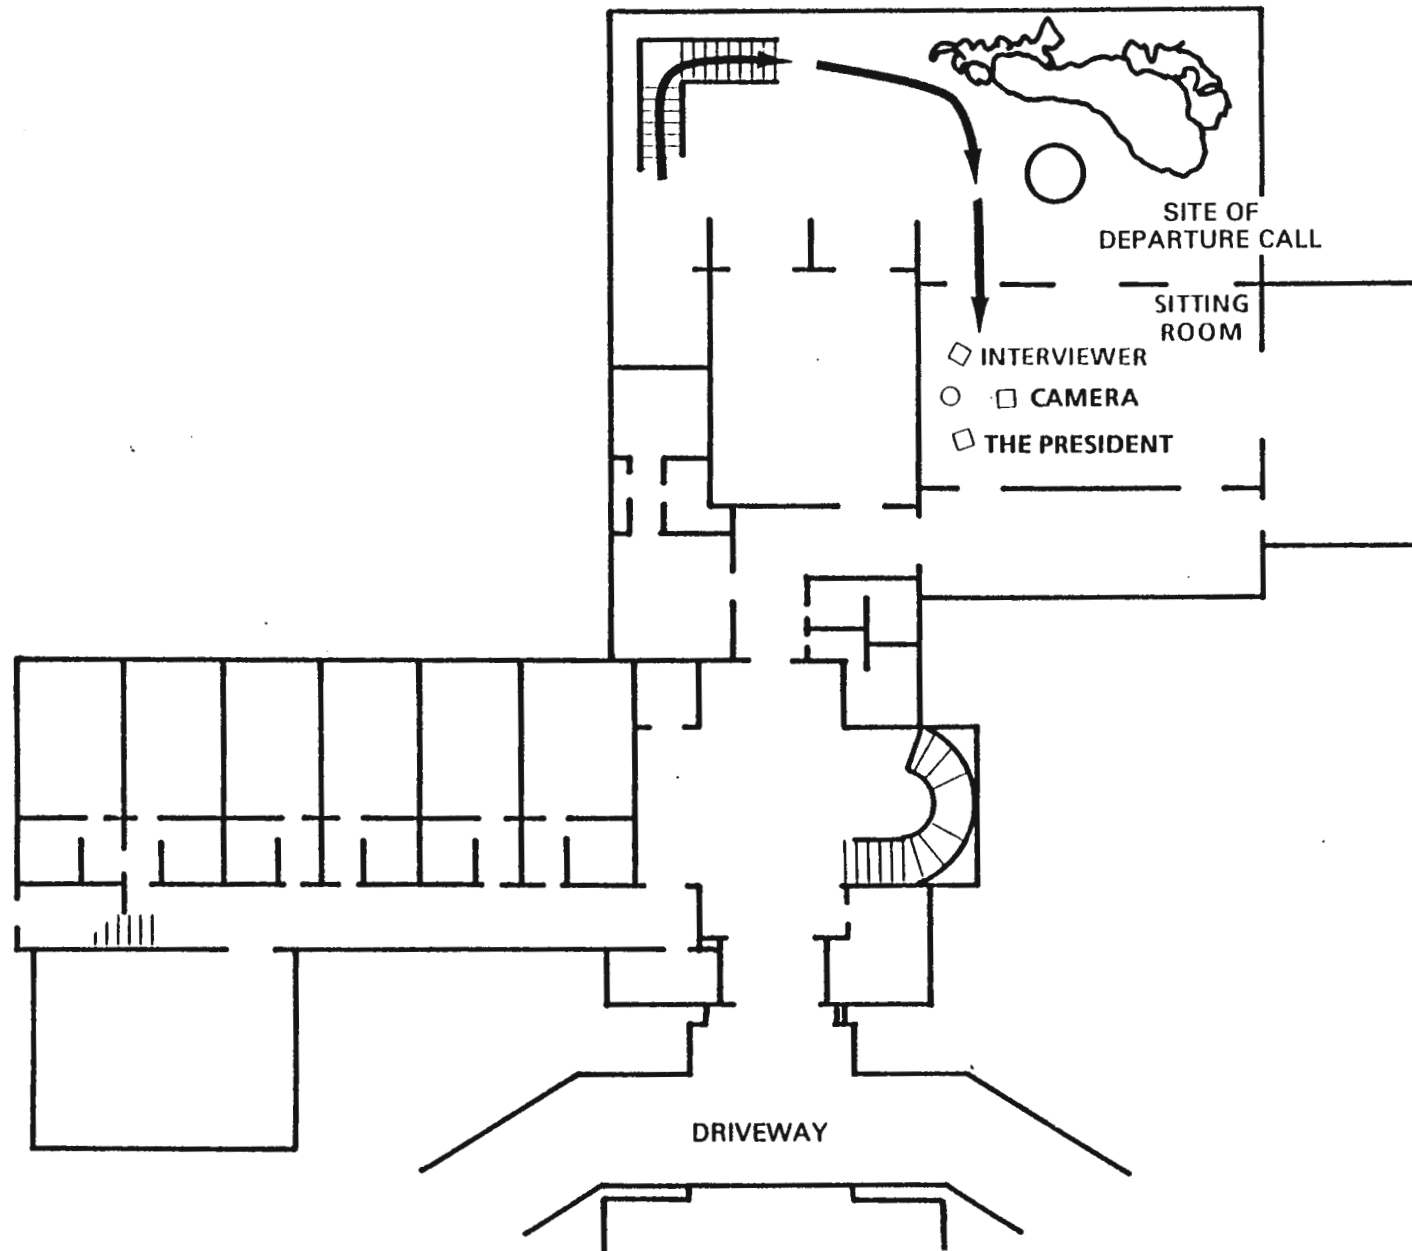 SITE OF
DEPARTURE CALL
SITTING
ROOM
INTERVIEWER
CAMERA
THE PRESIDENT
DRIVEWAY